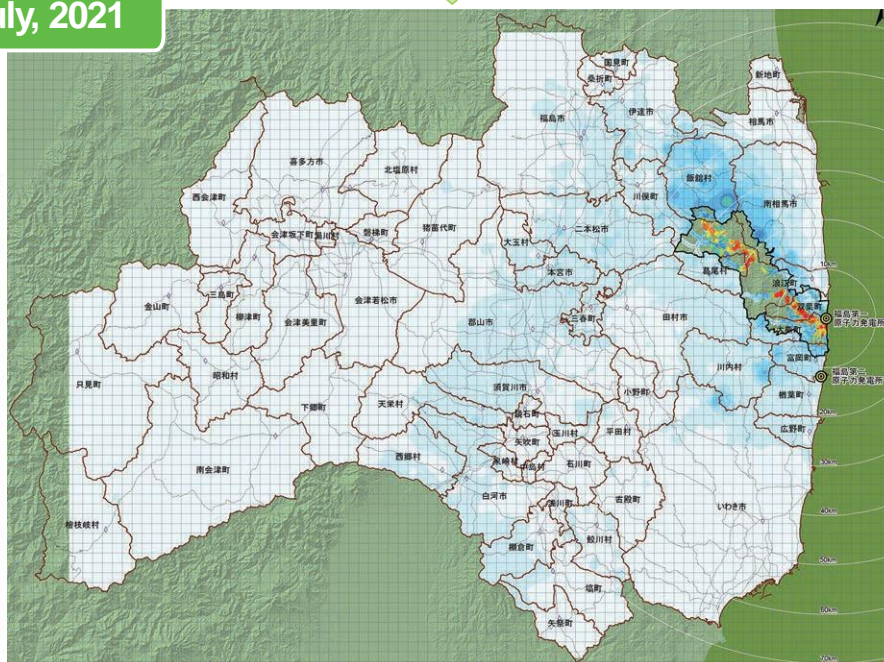 uly, 2021
国見町
桑折町
新地町
福島市
伊達市
相馬市
喜多方市
北塩原村
飯舘村
西会津町
川俣町
南相馬市
猪苗代町
二本松市
会津坂下町
湯川村
磐梯町
大玉村
葛尾村
本宮市
浪江町
10km
金山町
三島町
会津若松市
双葉町
柳津町
会津美里町
郡山市
三春町
田村市
福島第一
原子力発電所
大熊町
富岡町
川内村
昭和村
福島第二
原子力発電所
只見町
須賀川市
小野町
楢葉町
下郷町
天栄村
20km
鏡石町
広野町
玉川村
平田村
矢吹町
西郷村
泉崎村
中島村
石川町
30km
南会津町
白河市
古殿町
浅川町
いわき市
檜枝岐村
40km
鮫川村
棚倉町
50km
塙町
60km
矢祭町
70km